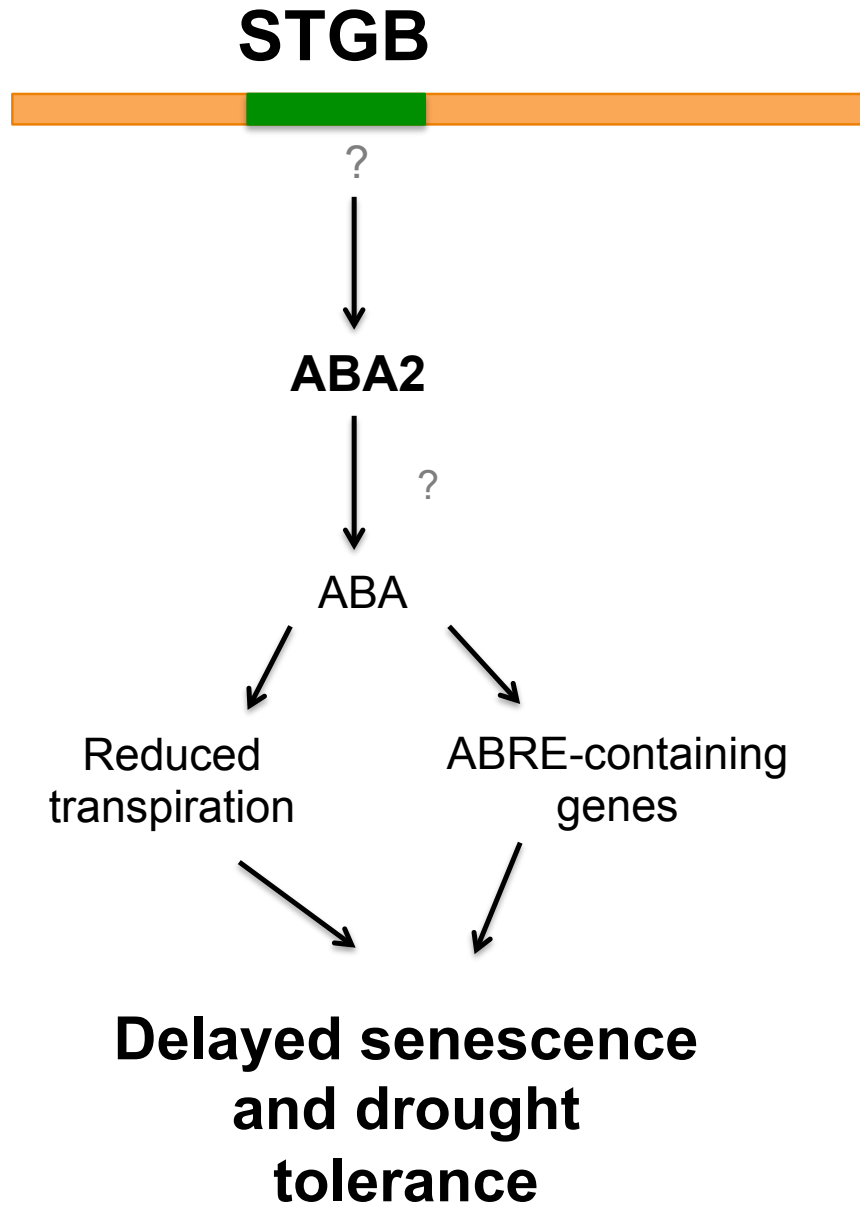 STGB
?
ABA2
?
ABA
Reduced
transpiration
ABRE-containing
genes
Delayed senescence
and drought
tolerance